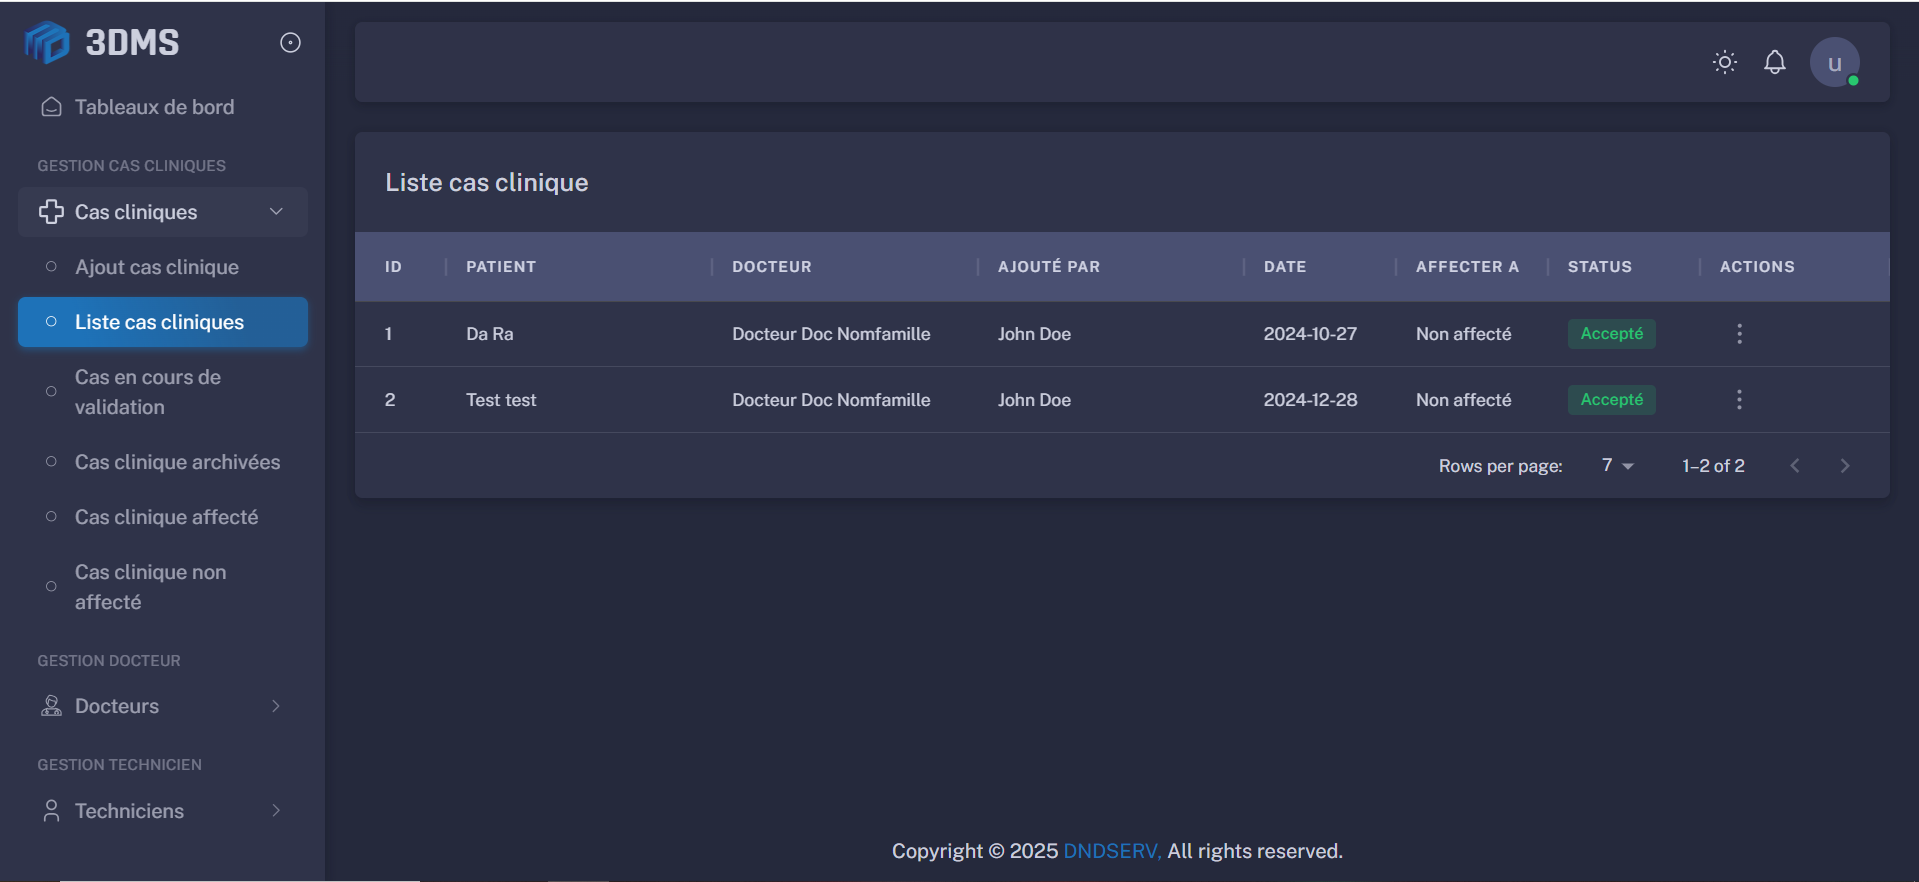 3DMS
Tableaux de bord
GESTION CAS CLINIQUES
Cas cliniques
Ajout cas clinique
Liste cas cliniques
Cas en cours de
validation
Cas clinique archivées
Cas clinique affecté
Cas clinique non
affecté
GESTION DOCTEUR
Docteurs
GESTION TECHNICIEN
Techniciens
u
Liste cas clinique
ID PATIENT DOCTEUR AJOUTÉ PAR DATE AFFECTER A STATUS ACTIONS
1 Da Ra Docteur Doc Nomfamille John Doe 2024-10-27 Non affecté Accepté
2 Test test Docteur Doc Nomfamille John Doe 2024-12-28 Non affecté Accepté
Rows per page: 7 1–2 of 2
Copyright © 2025 DNDSERV, All rights reserved.